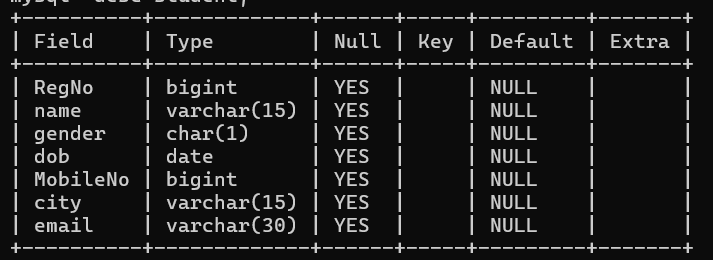 mysql> desc student;
+----------+-------------+------+-----+---------+-------+
| Field    | Type        | Null | Key | Default | Extra |
+----------+-------------+------+-----+---------+-------+
| RegNo    | bigint      | YES  |     | NULL    |       |
| name     | varchar(15) | YES  |     | NULL    |       |
| gender   | char(1)     | YES  |     | NULL    |       |
| dob      | date        | YES  |     | NULL    |       |
| MobileNo | bigint      | YES  |     | NULL    |       |
| city     | varchar(15) | YES  |     | NULL    |       |
| email    | varchar(30) | YES  |     | NULL    |       |
+----------+-------------+------+-----+---------+-------+